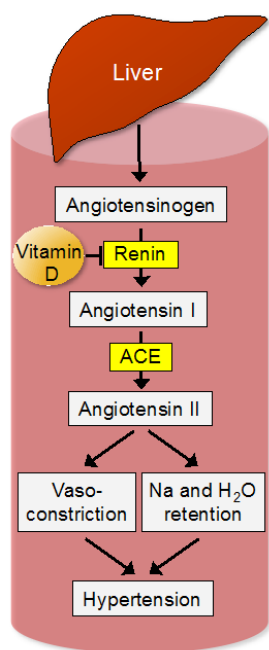 Liver
Angiotensinogen
Vitamin
D
Renin
Angiotensin I
ACE
Angiotensin II
Vaso-
constriction
Na and H₂O
retention
Hypertension